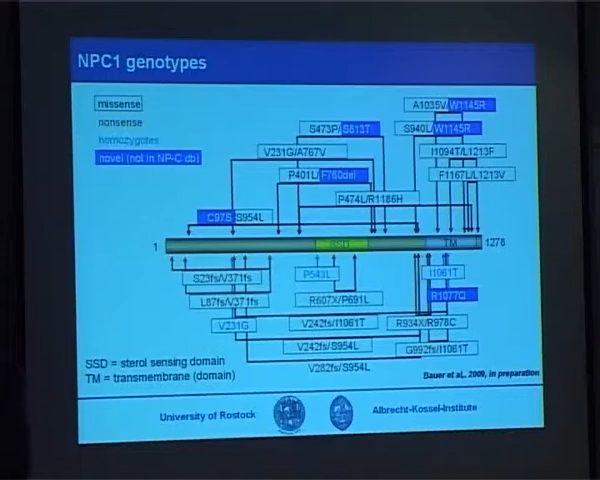 NPC1 genotypes
missense
nonsense
homozygotes
novel (not in NP-C db)
A1035V/W1145R
S473P/S813T
S940L/W1145R
V231G/A767V
I1094T/L1213F
P401L/F760del
F1167L/L1213V
P474L/R1186H
C97S/S954L
1
SSD
TM
1278
S23fs/V371fs
P543L
I1061T
L87fs/V371fs
R607X/P691L
R1077Q
V231G
V242fs/I1061T
R934X/R978C
V242fs/S954L
G992fs/I1061T
V282fs/S954L
SSD = sterol sensing domain
TM = transmembrane (domain)
Bauer et al., 2009, in preparation
University of Rostock
Albrecht-Kossel-Institute